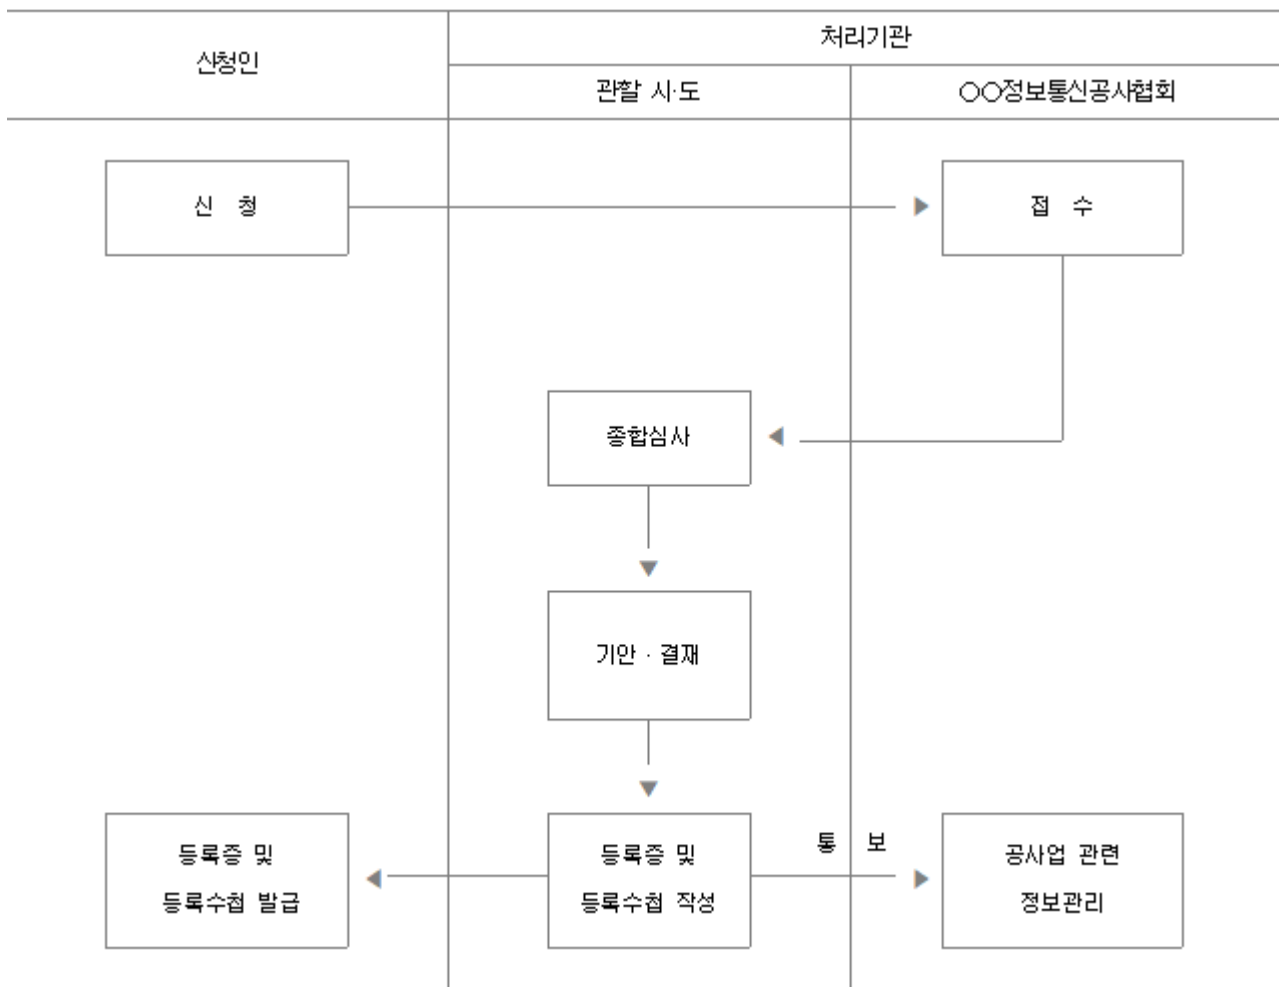 신청인
처리기관
관할 시·도
○○정보통신공사협회
신 청
접 수
종합심사
기안 · 결재
등록증 및
등록수첩 발급
등록증 및
등록수첩 작성
통 보
공사업 관련
정보관리